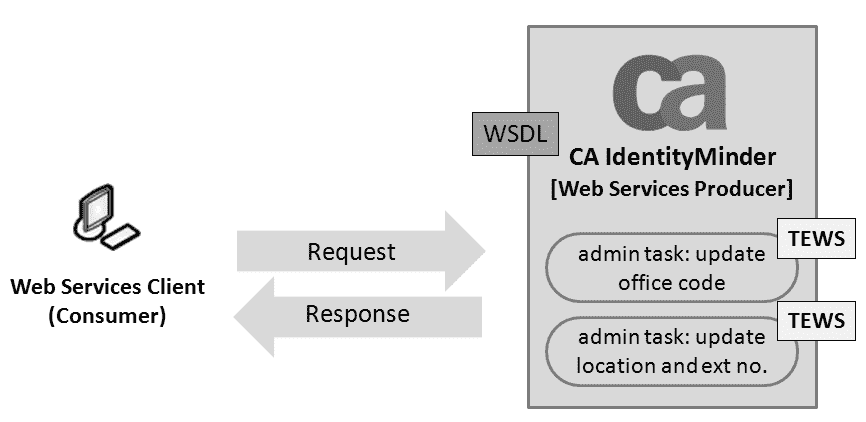 ca
WSDL
CA IdentityMinder
[Web Services Producer]
TEWS
admin task: update
office code
TEWS
admin task: update
location and ext no.
Request
Response
Web Services Client
(Consumer)